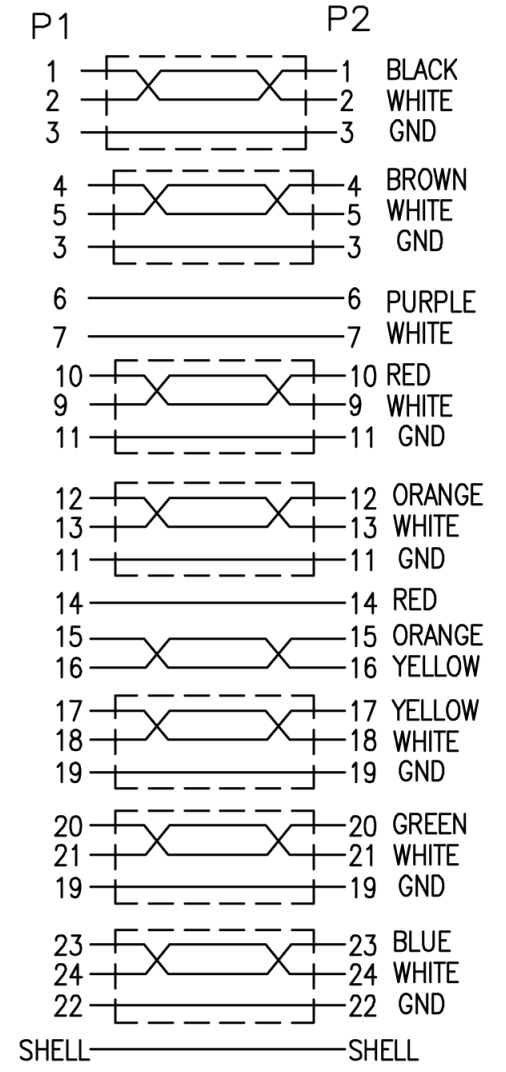 P1 P2
1 1 BLACK
2 2 WHITE
3 3 GND
4 4 BROWN
5 5 WHITE
3 3 GND
6 6 PURPLE
7 7 WHITE
10 10 RED
9 9 WHITE
11 11 GND
12 12 ORANGE
13 13 WHITE
11 11 GND
14 14 RED
15 15 ORANGE
16 16 YELLOW
17 17 YELLOW
18 18 WHITE
19 19 GND
20 20 GREEN
21 21 WHITE
19 19 GND
23 23 BLUE
24 24 WHITE
22 22 GND
SHELL SHELL